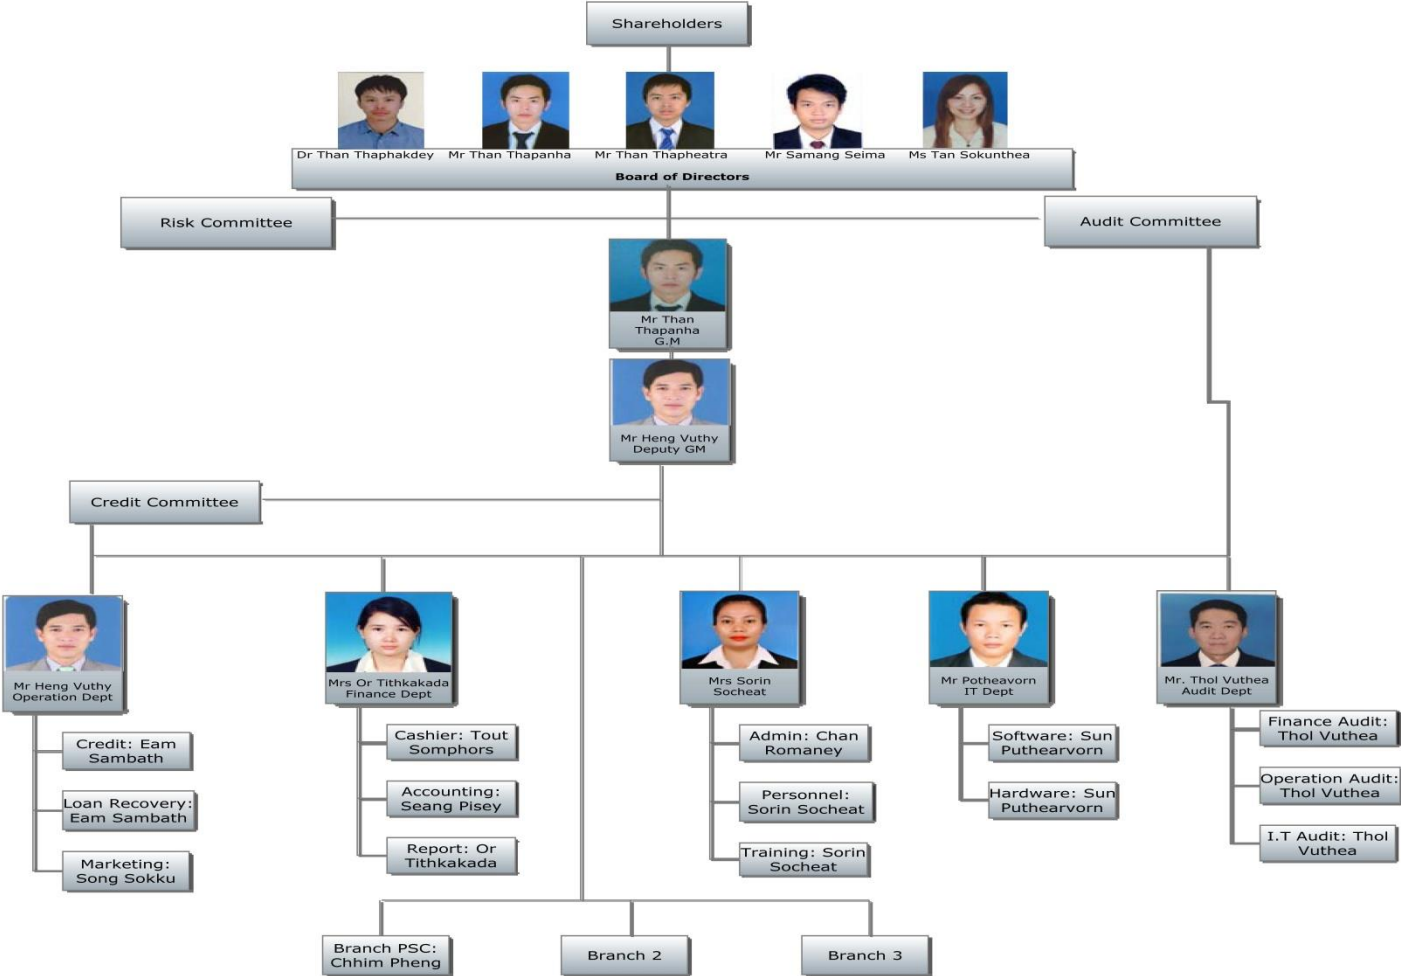 Shareholders
Dr Than Thaphakdey
Mr Than Thapanha
Mr Than Thapheatra
Mr Samang Seima
Ms Tan Sokunthea
Board of Directors
Risk Committee
Audit Committee
Mr Than
Thapanha
G.M
Mr Heng Vuthy
Deputy GM
Credit Committee
Mr Heng Vuthy
Operation Dept
Mrs Or Tithkakada
Finance Dept
Mrs Sorin
Socheat
Mr Potheavorn
IT Dept
Mr. Thol Vuthea
Audit Dept
Credit: Eam
Sambath
Loan Recovery:
Eam Sambath
Marketing:
Song Sokku
Cashier: Tout
Somphors
Accounting:
Seang Pisey
Report: Or
Tithkakada
Admin: Chan
Romaney
Personnel:
Sorin Socheat
Training: Sorin
Socheat
Software: Sun
Puthearvorn
Hardware: Sun
Puthearvorn
Finance Audit:
Thol Vuthea
Operation Audit:
Thol Vuthea
I.T Audit: Thol
Vuthea
Branch PSC:
Chhim Pheng
Branch 2
Branch 3